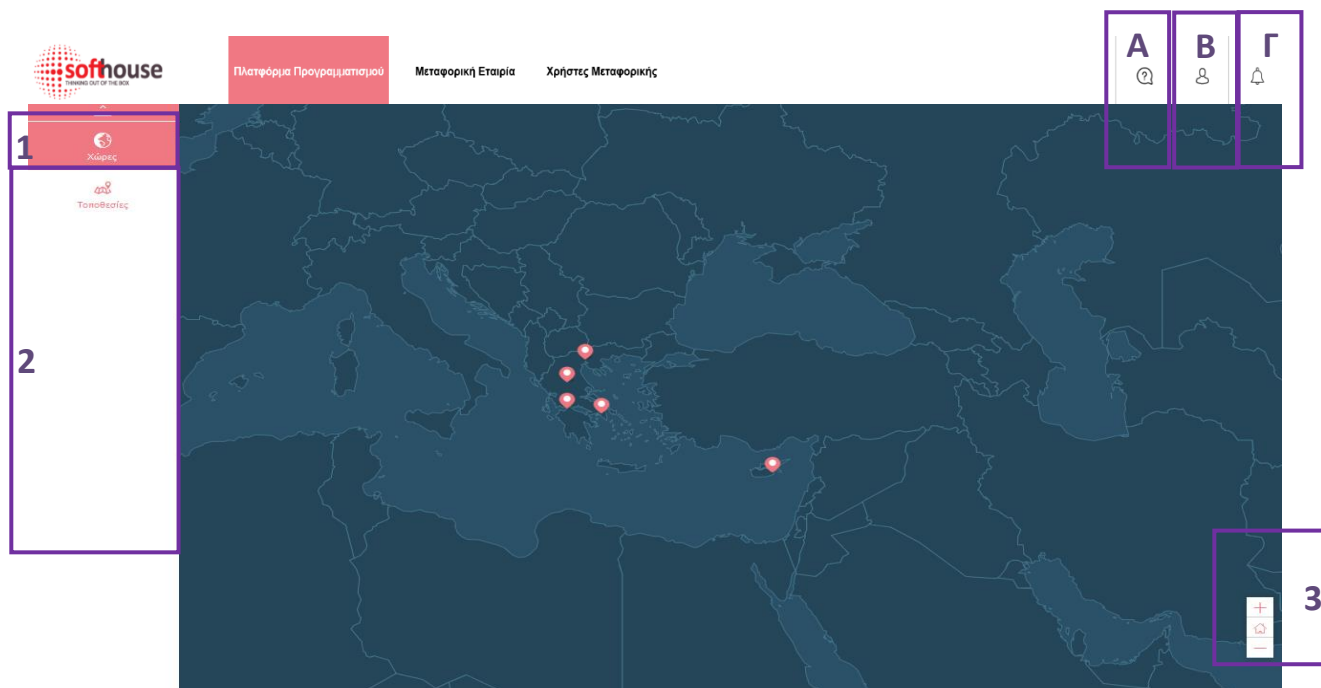 Α Β Γ
softhouse
THINKING OUT OF THE BOX
Πλατφόρμα Προγραμματισμού Μεταφορική Εταιρία Χρήστες Μεταφορικής
1
Χώρες
Τοποθεσίες
2
3